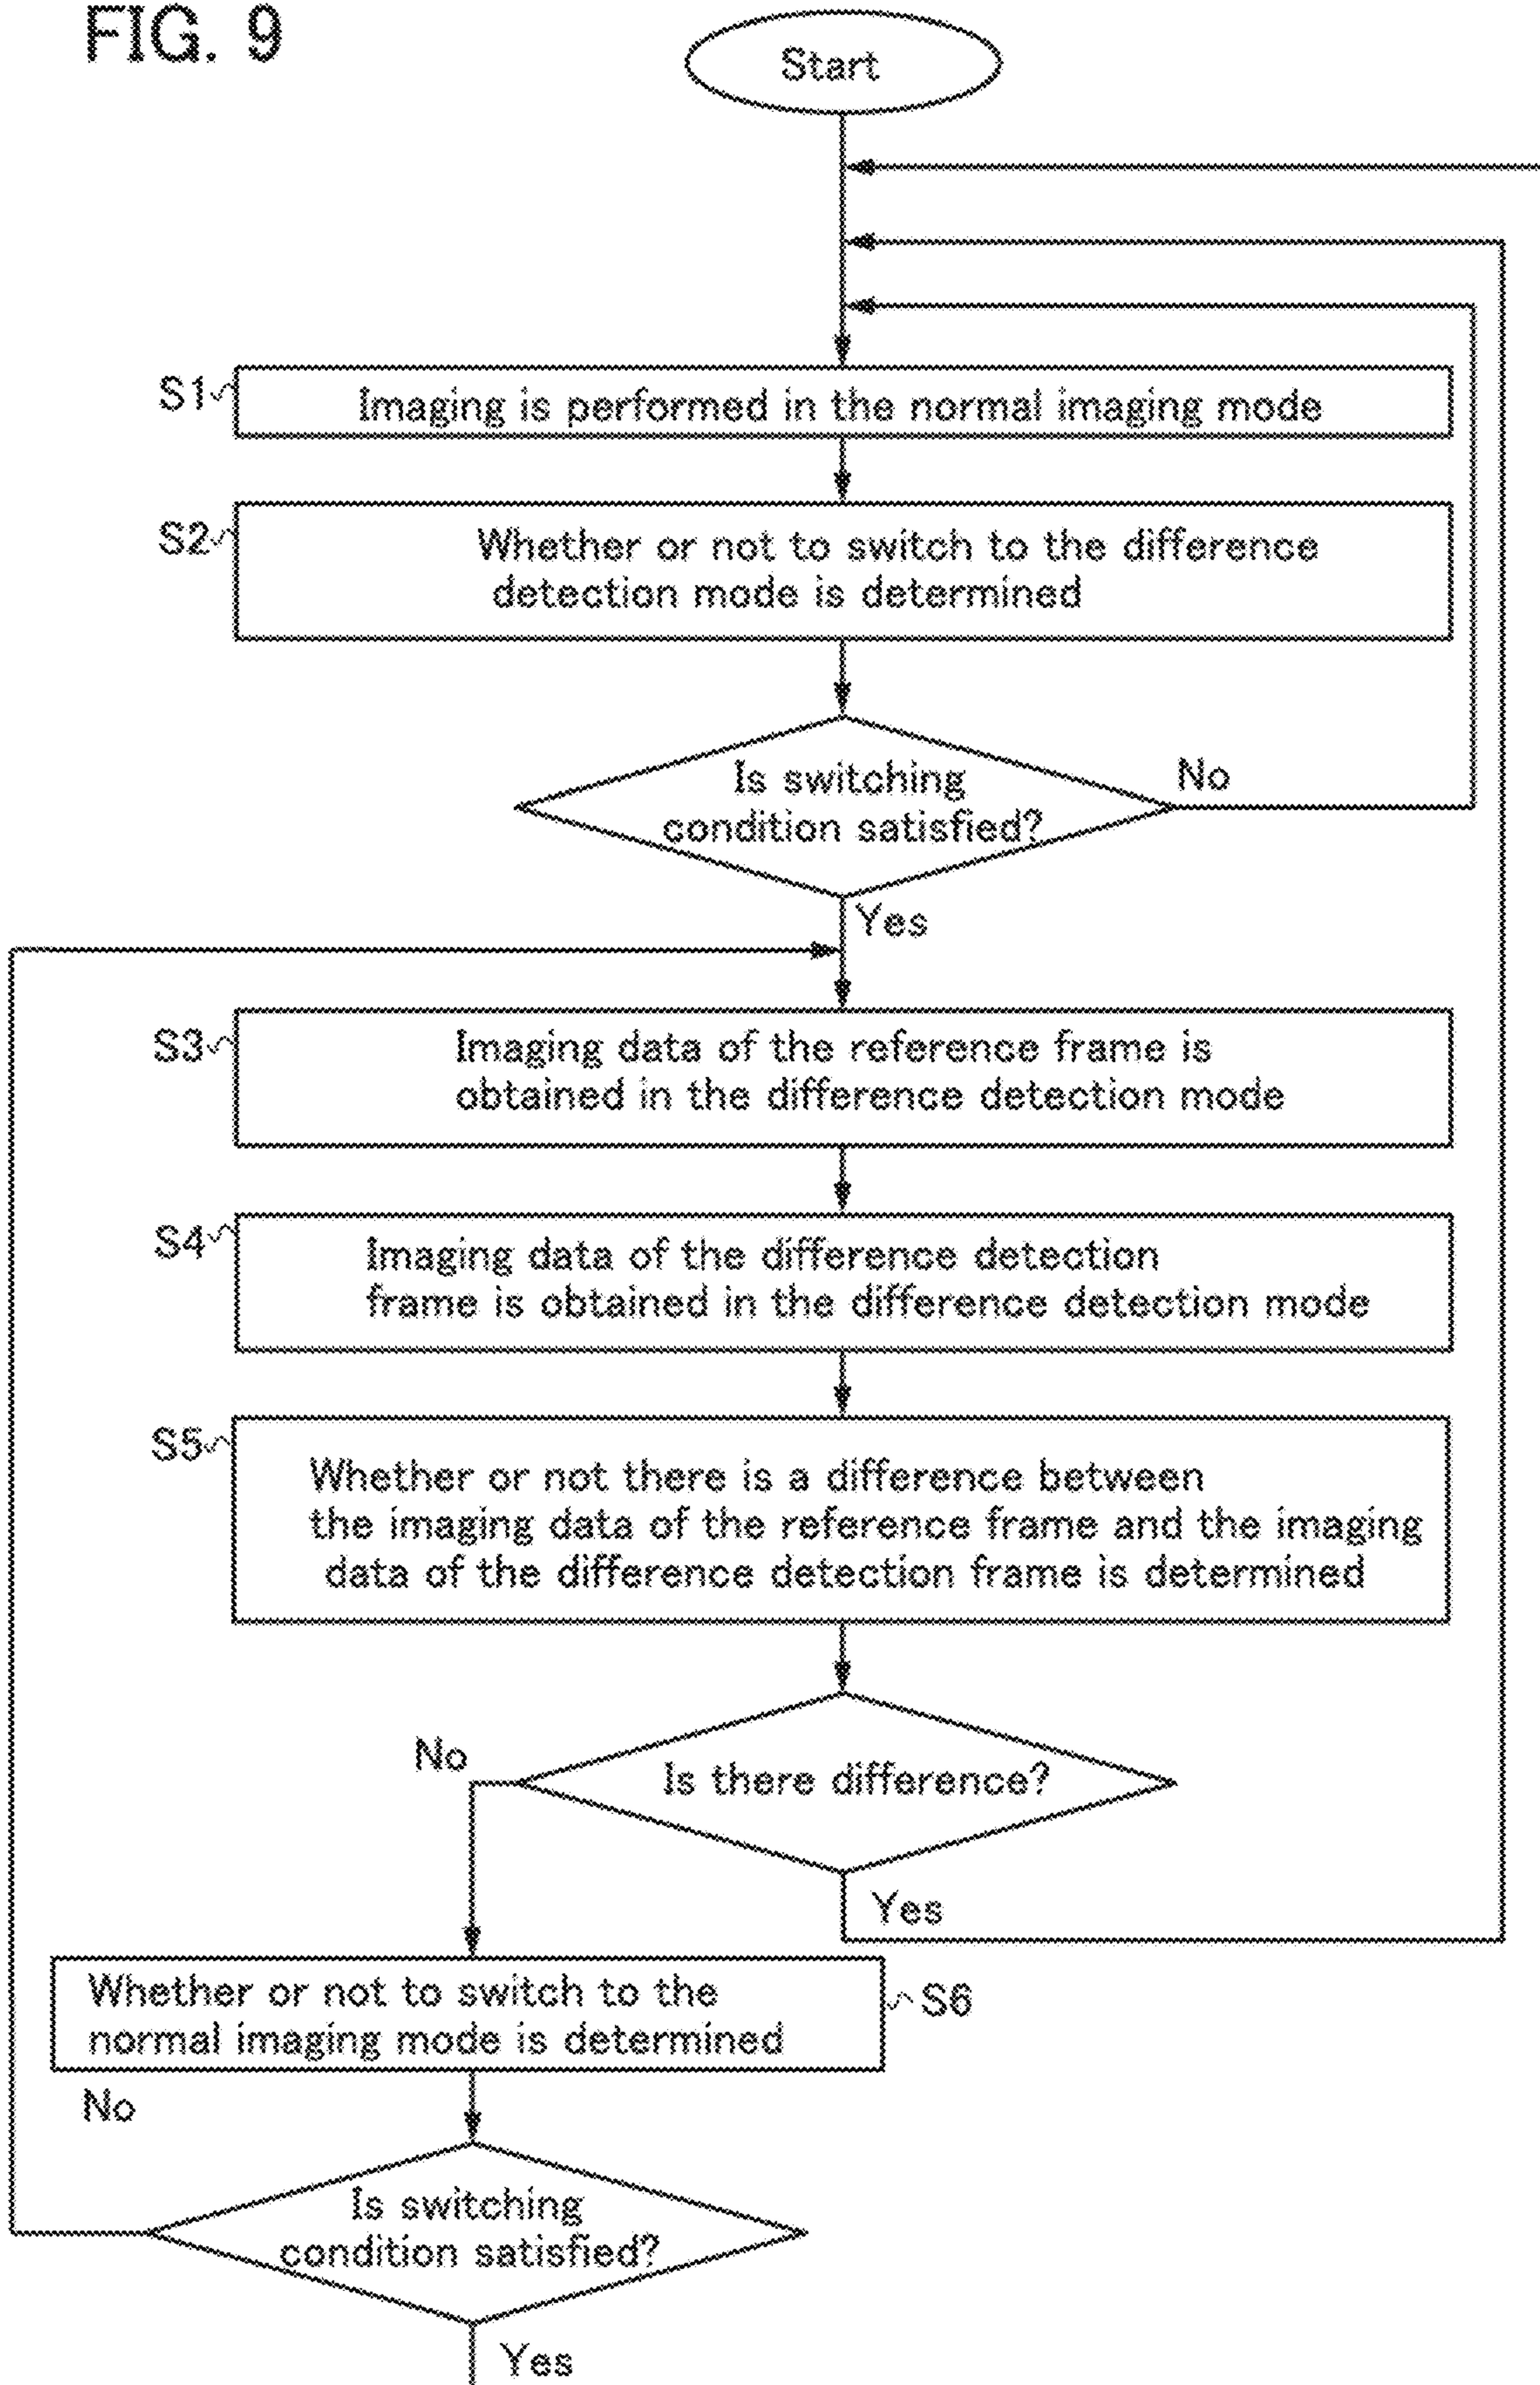 FIG. 9
Start
S1
Imaging is performed in the normal imaging mode
S2
Whether or not to switch to the difference
detection mode is determined
Is switching
condition satisfied?
No
Yes
S3
Imaging data of the reference frame is
obtained in the difference detection mode
S4
Imaging data of the difference detection
frame is obtained in the difference detection mode
S5
Whether or not there is a difference between
the imaging data of the reference frame and the imaging
data of the difference detection frame is determined
No
Is there difference?
Yes
Whether or not to switch to the
normal imaging mode is determined
S6
No
Is switching
condition satisfied?
Yes